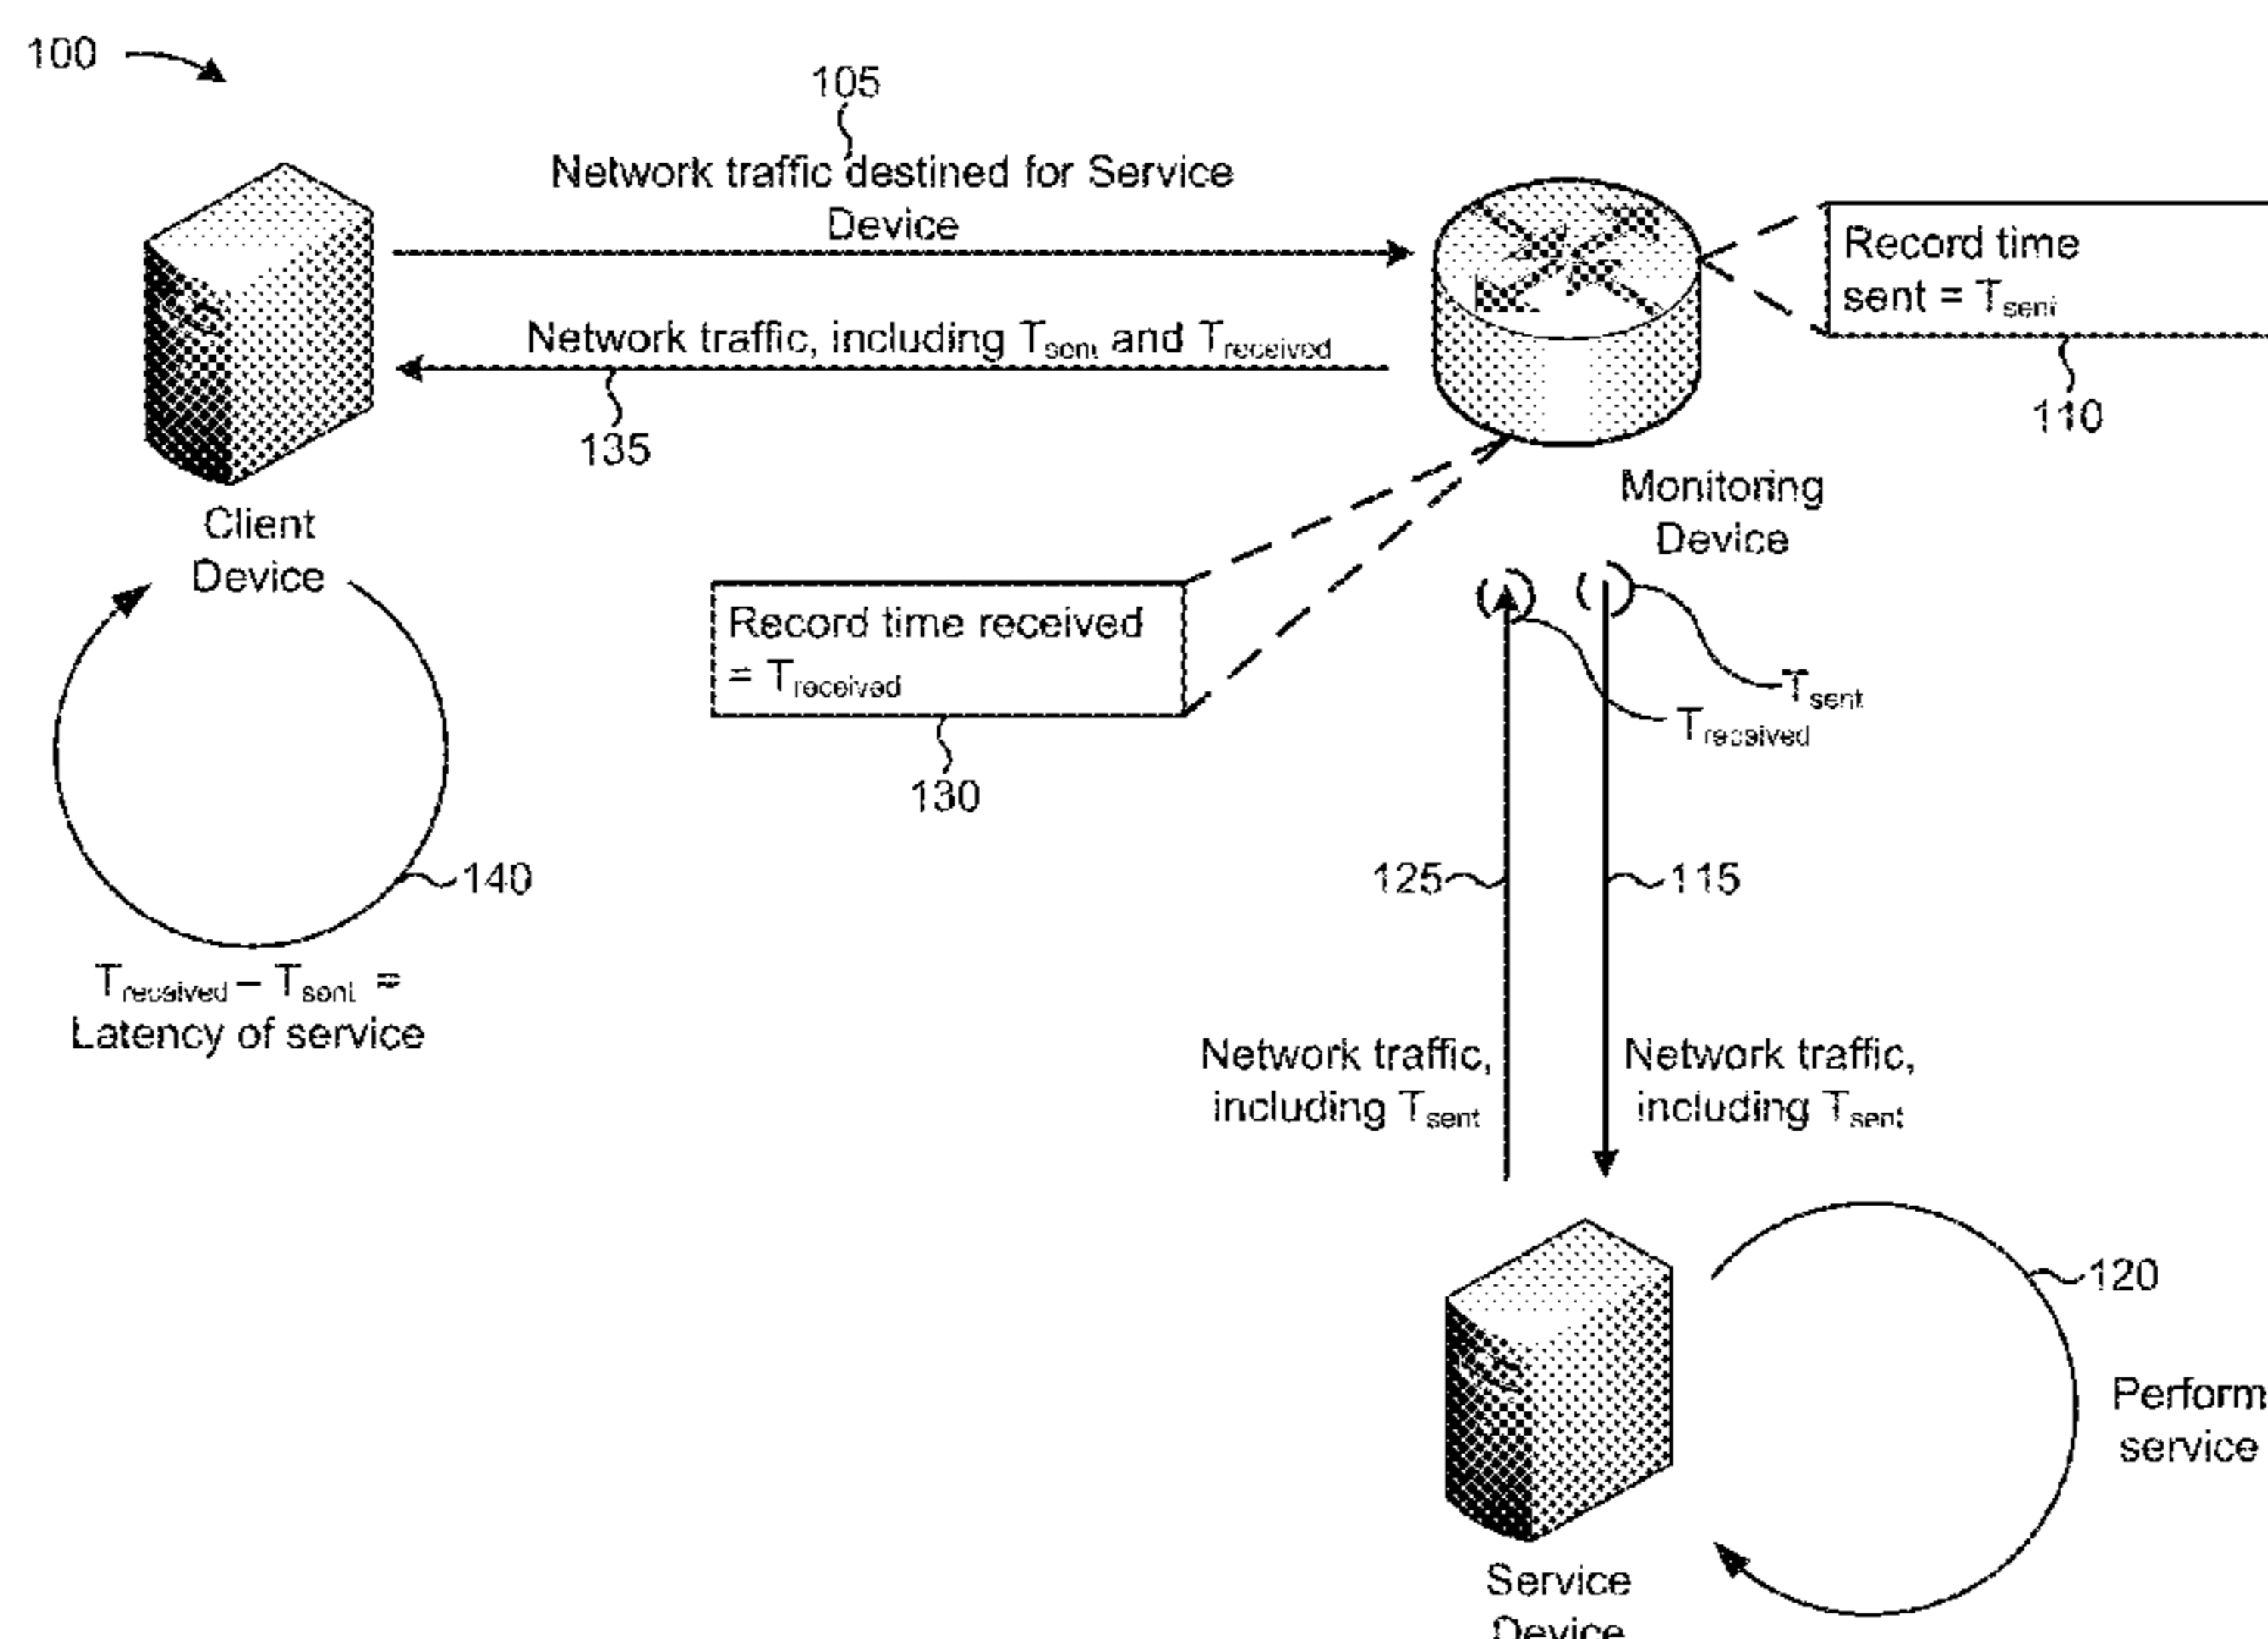 100
105
Network traffic destined for Service
Device
Record time
sent = Tsent
110
Network traffic, including Tsent and Treceived
135
Client
Device
Monitoring
Device
Record time received
= Treceived
130
Tsent
Treceived
140
125
115
Treceived – Tsent =
Latency of service
Network traffic,
including Tsent
Network traffic,
including Tsent
120
Perform
service
Service
Device